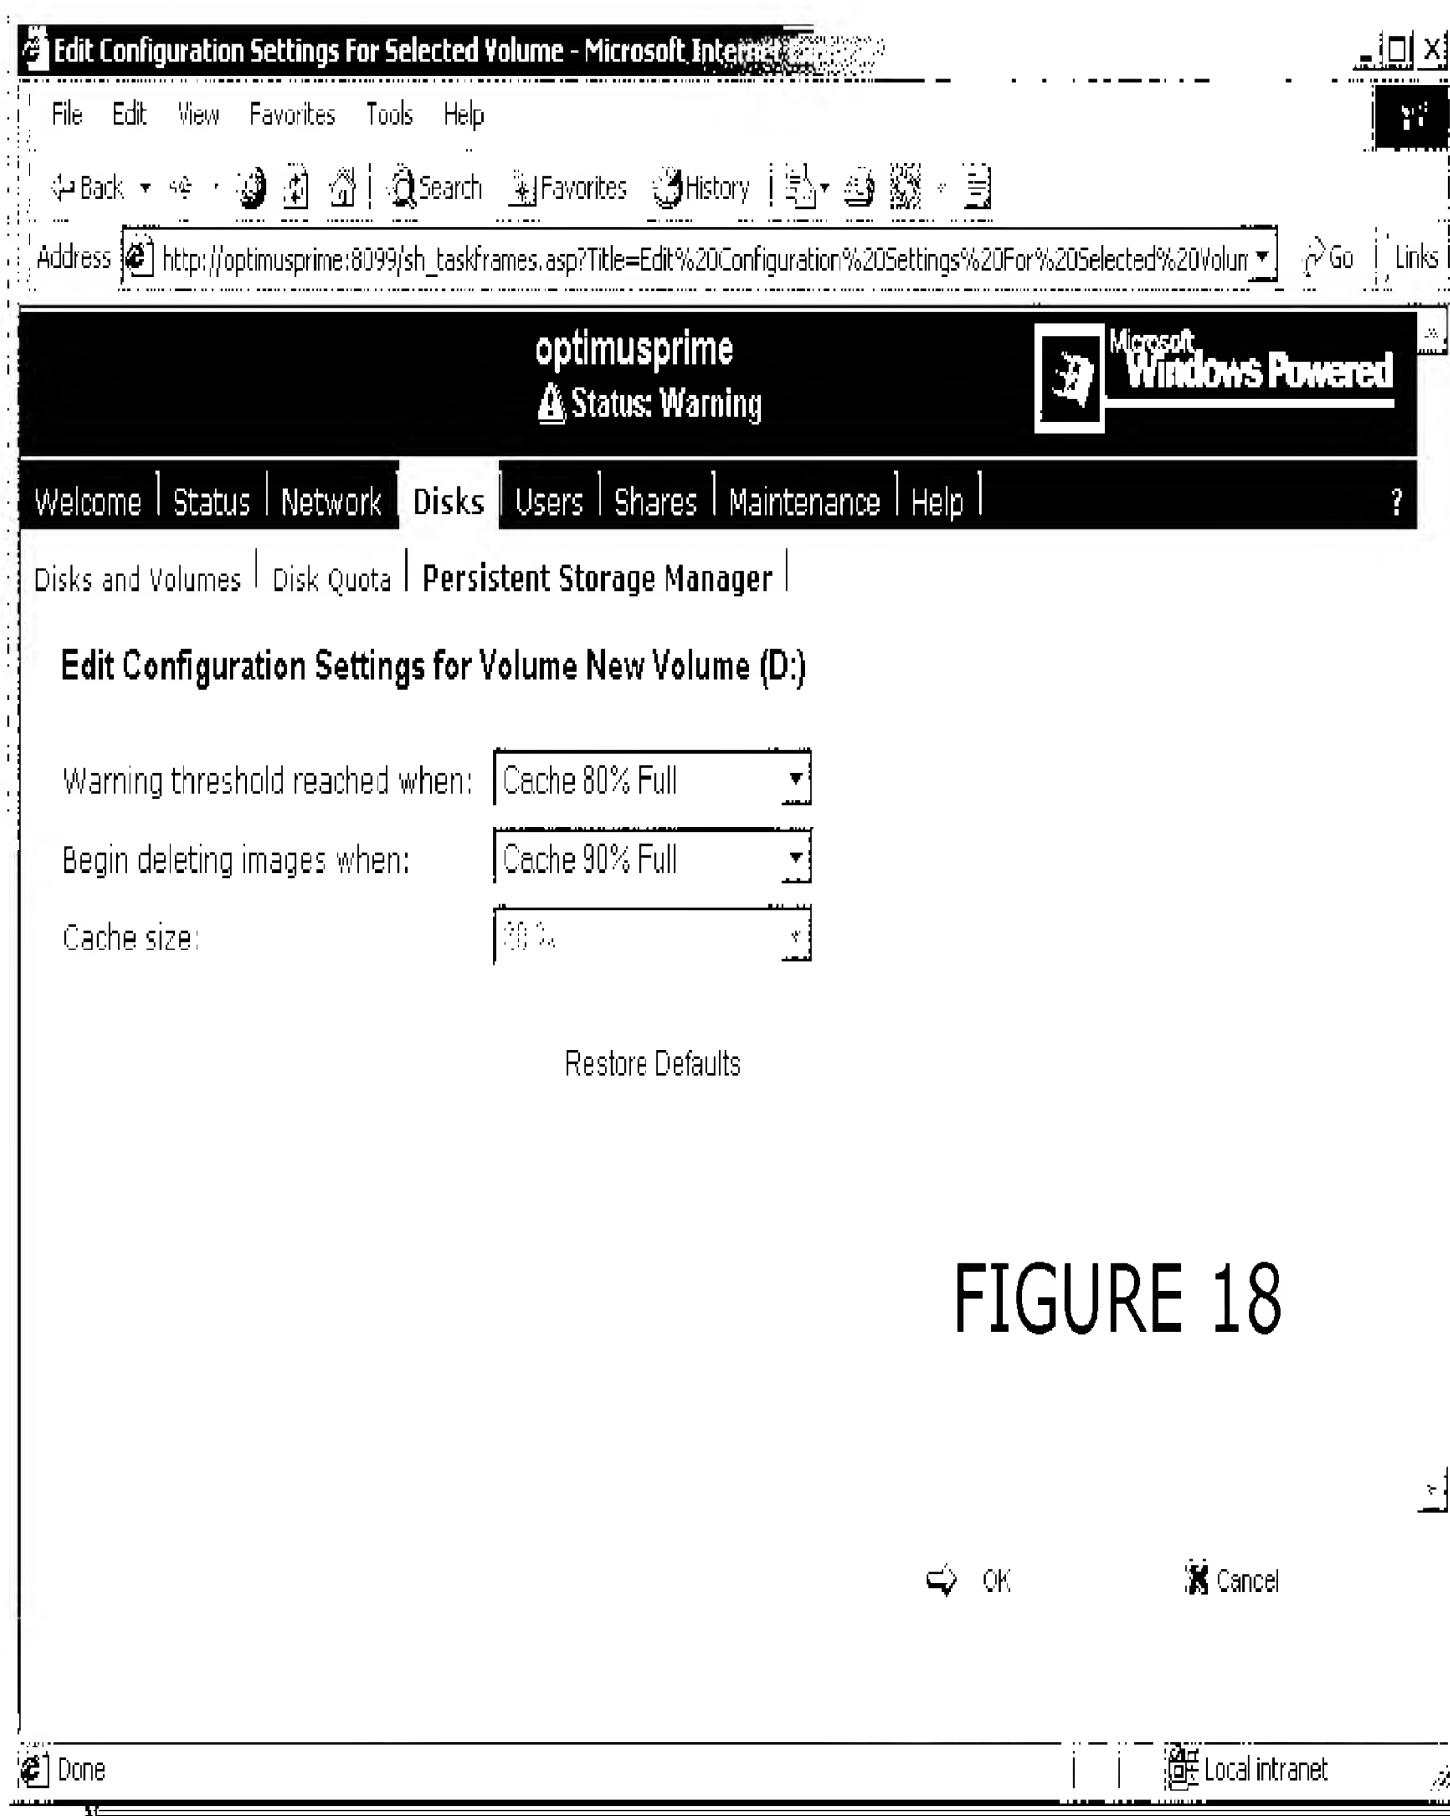 Edit Configuration Settings For Selected Volume - Microsoft
File Edit View Favorites Tools Help
Back Search Favorites History
Address http://optimusprime:8099/sh_taskframes.asp?Title=Edit%20Configuration%20Settings%20For%20Selected%20Volum Go Links
optimusprime
Status: Warning
Microsoft
Windows Powered
Welcome Status Network Disks Users Shares Maintenance Help ?
Disks and Volumes Disk Quota Persistent Storage Manager
Edit Configuration Settings for Volume New Volume (D:)
Warning threshold reached when: Cache 80% Full
Begin deleting images when: Cache 90% Full
Cache size:
Restore Defaults
FIGURE 18
OK Cancel
Done Local intranet